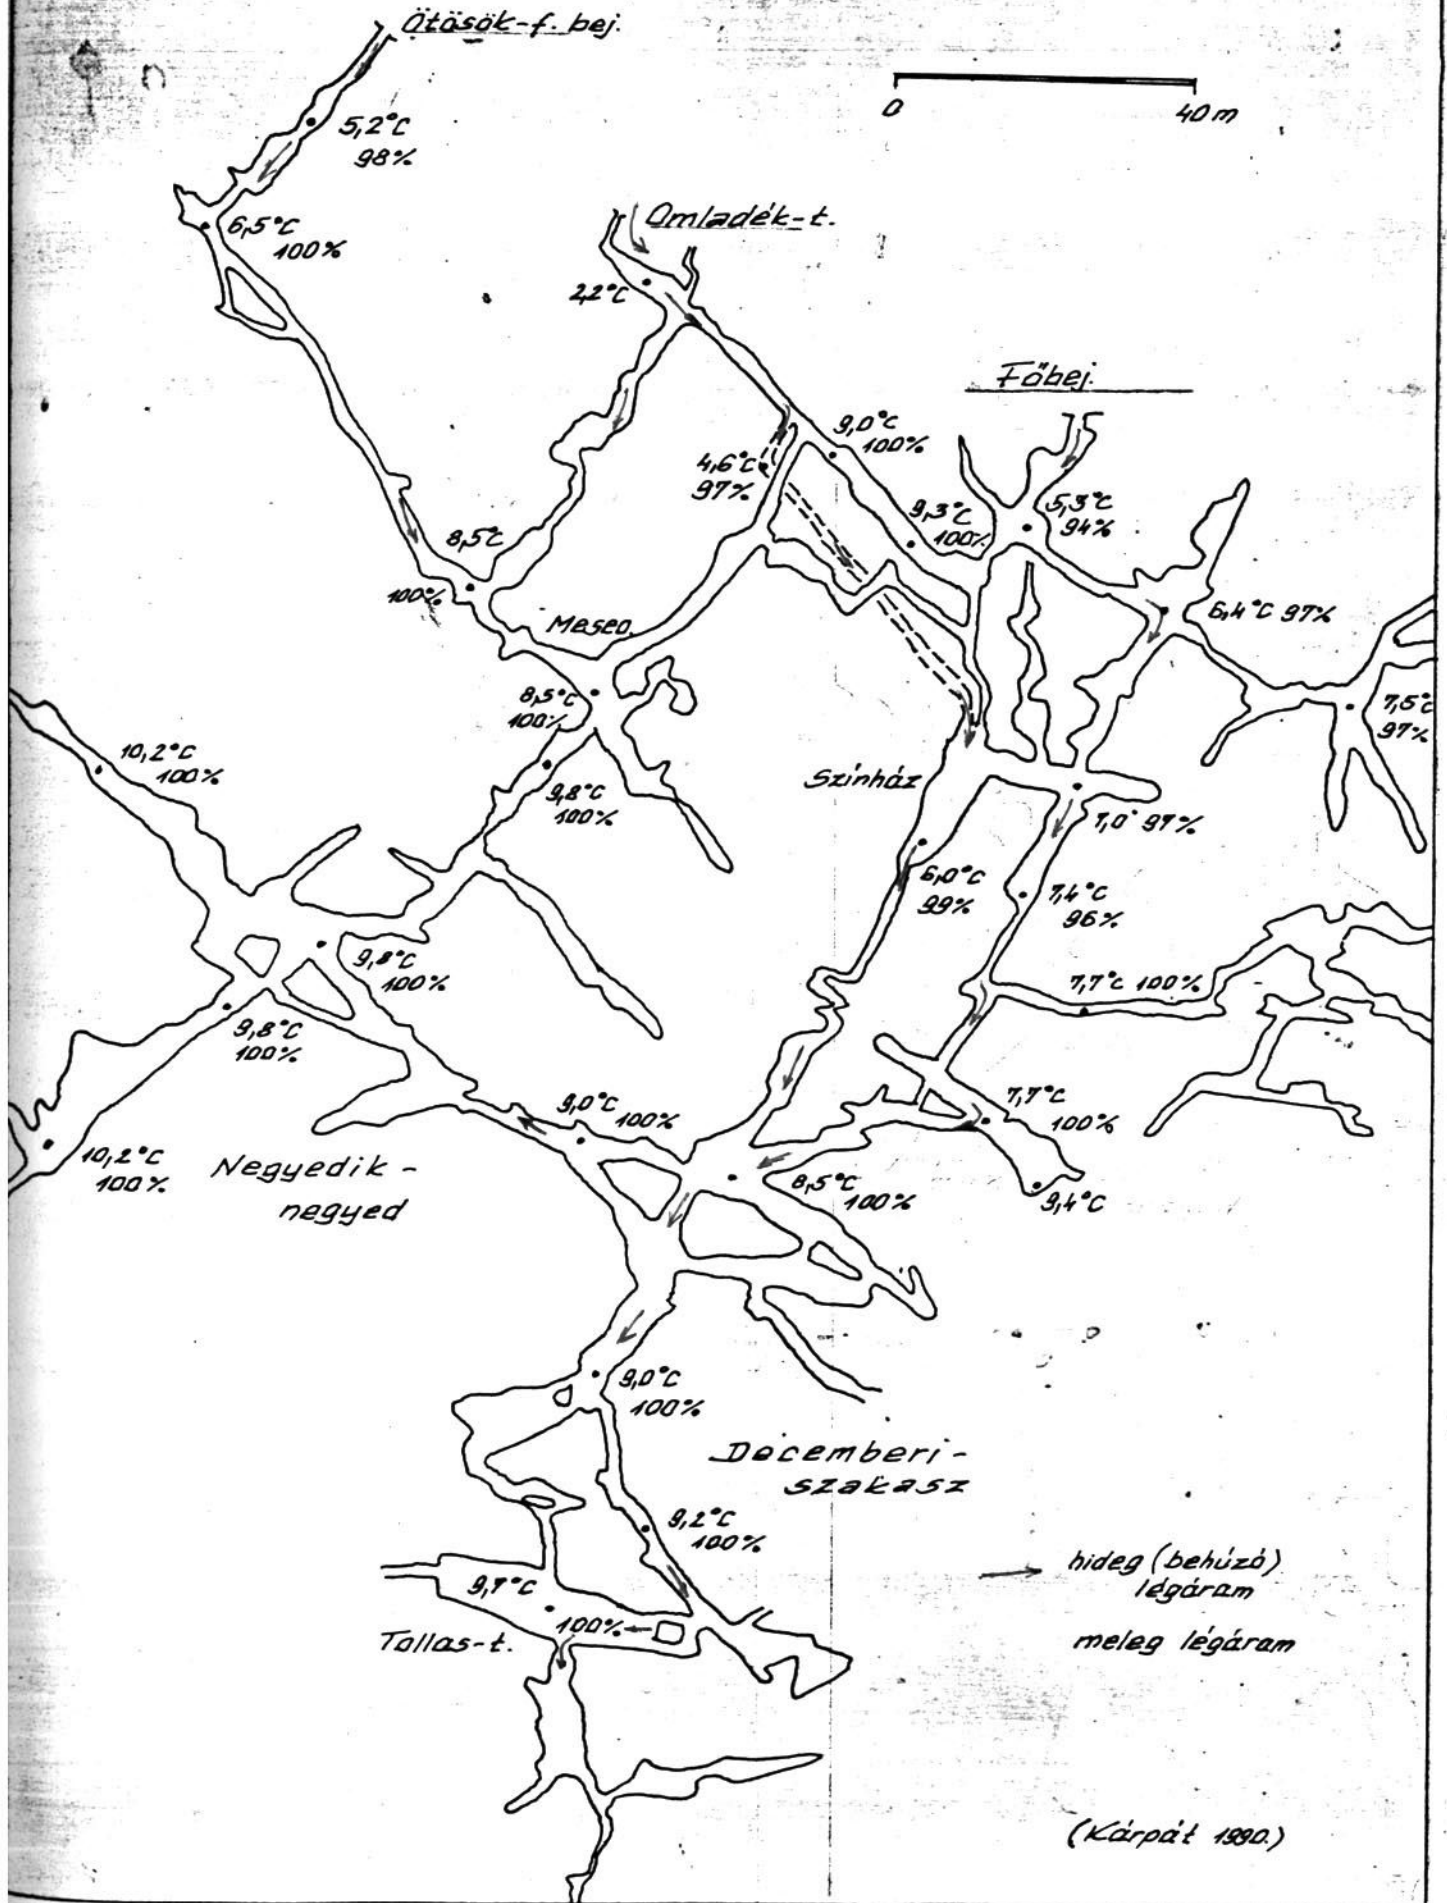 Ötösök-f. bej.
n
0 40 m
5,2°C
98%
6,5°C
100%
Omladék-t.
2,2°C
Főbej.
9,0°C
100%
4,6°C
97%
9,3°C
100%
5,3°C
94%
8,5°C
100%
6,4°C 97%
Meseo.
8,5°C
100%
7,5°C
97%
10,2°C
100%
9,8°C
100%
Színház
7,0° 97%
6,0°C
99%
7,4°C
96%
9,8°C
100%
7,7°C 100%
9,8°C
100%
9,0°C
100%
7,7°C
100%
10,2°C
100%
Negyedik-
negyed
8,5°C
100%
9,4°C
9,0°C
100%
Decemberi-
szakasz
9,2°C
100%
hideg (behúzó)
légáram
9,7°C
100%
Tollas-t.
meleg légáram
(Kárpát 1990.)